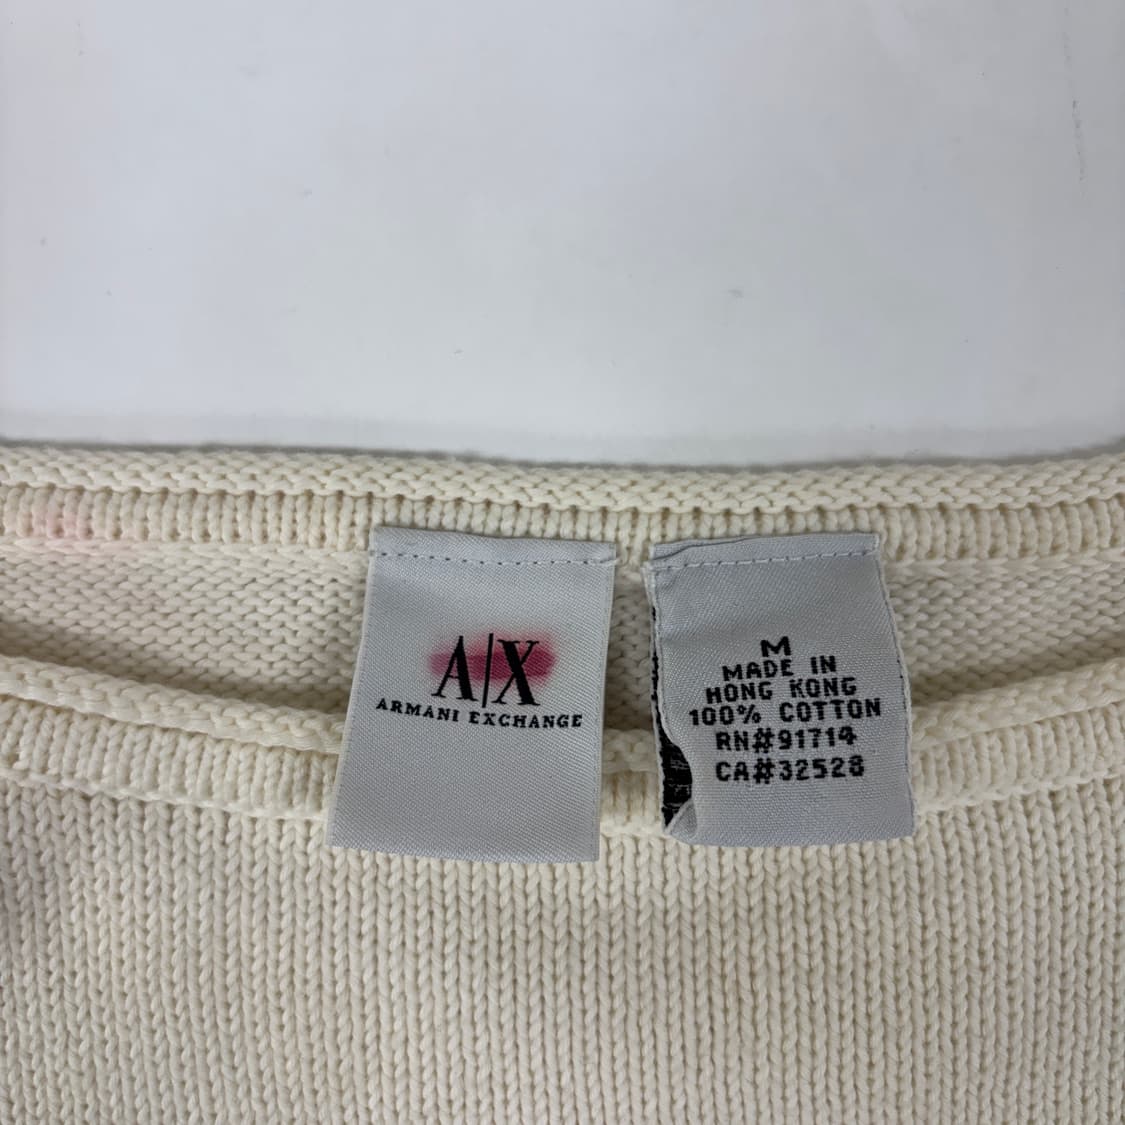 A|X
ARMANI EXCHANGE
M
MADE IN
HONG KONG
100% COTTON
RN#91714
CA#32528